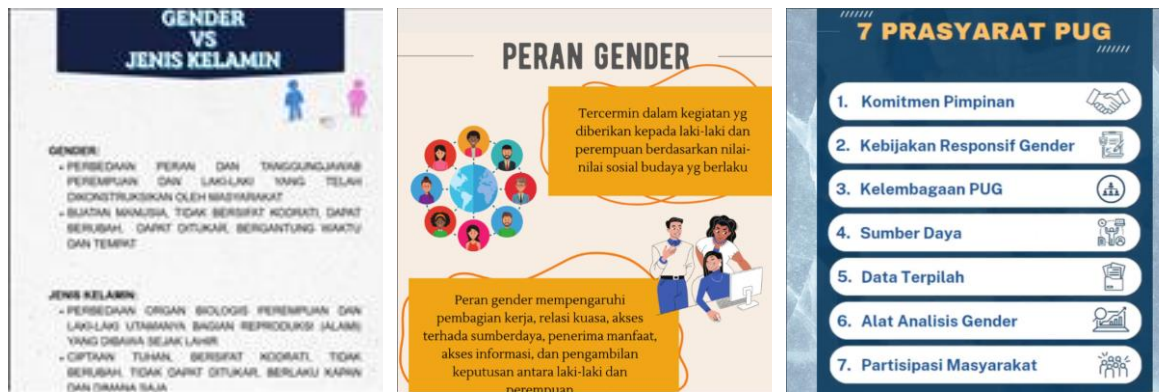 GENDER
VS
JENIS KELAMIN
GENDER:
PERBEDAAN PERAN DAN TANGGUNGJAWAB
PEREMPUAN DAN LAKI-LAKI YANG TELAH
DIKONSTRUKSIKAN OLEH MASYARAKAT
BUATAN MANUSIA, TIDAK BERSIFAT KODRATI, DAPAT
BERUBAH, DAPAT DITUKAR, BERGANTUNG WAKTU
DAN TEMPAT
JENIS KELAMIN:
PERBEDAAN ORGAN BIOLOGIS PEREMPUAN DAN
LAKI-LAKI UTAMANYA BAGIAN REPRODUKSI (ALAMI)
YANG DIBAWA SEJAK LAHIR
CIPTAAN TUHAN, BERSIFAT KODRATI, TIDAK
BERUBAH, TIDAK DAPAT DITUKAR, BERLAKU KAPAN
DAN DIMANA SAJA
PERAN GENDER
Tercermin dalam kegiatan yg
diberikan kepada laki-laki dan
perempuan berdasarkan nilai-
nilai sosial budaya yg berlaku
Peran gender mempengaruhi
pembagian kerja, relasi kuasa, akses
terhada sumberdaya, penerima manfaat,
akses informasi, dan pengambilan
keputusan antara laki-laki dan
perempuan
7 PRASYARAT PUG
1. Komitmen Pimpinan
2. Kebijakan Responsif Gender
3. Kelembagaan PUG
4. Sumber Daya
5. Data Terpilah
6. Alat Analisis Gender
7. Partisipasi Masyarakat